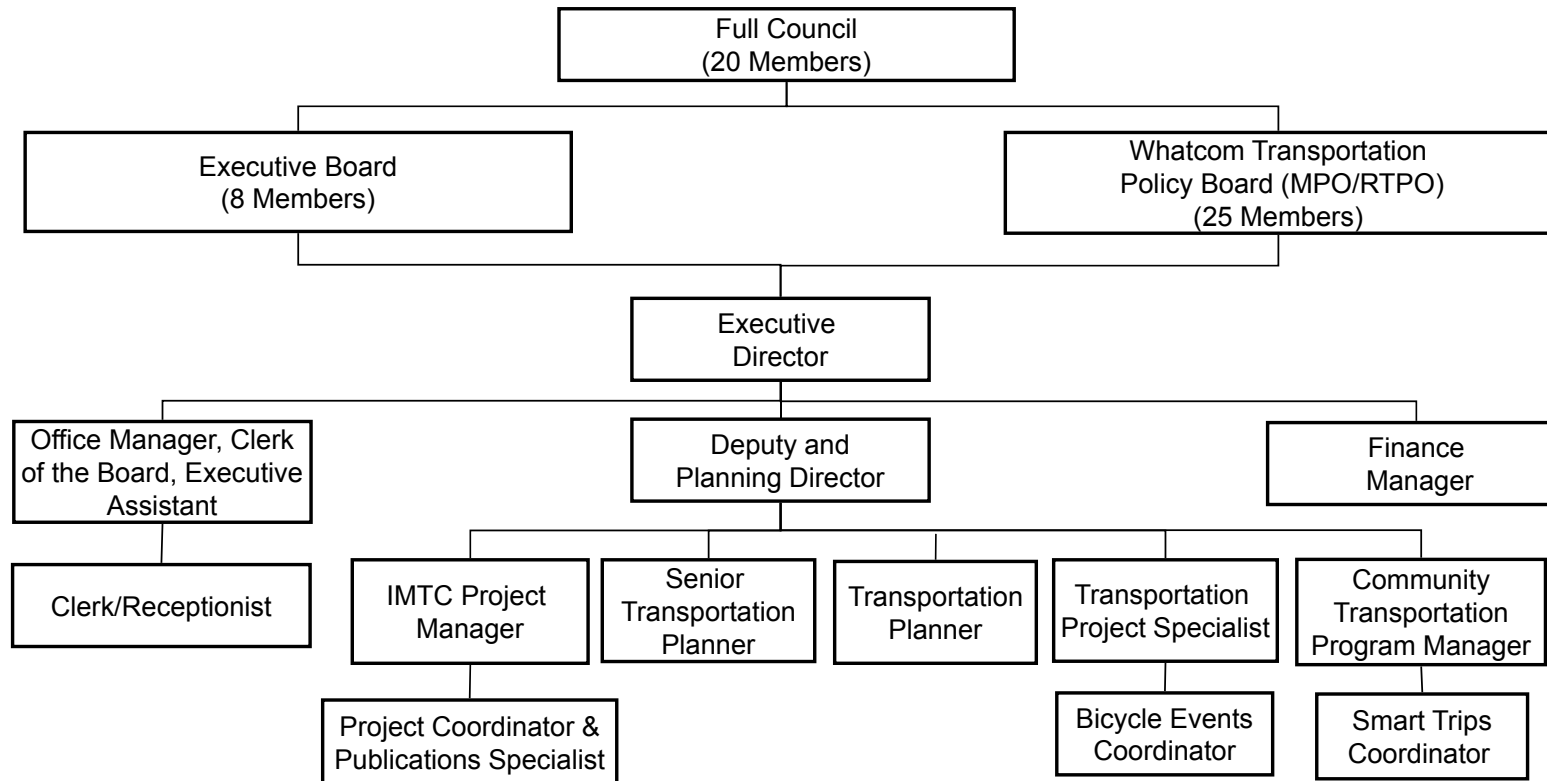 Full Council
(20 Members)
Executive Board
(8 Members)
Whatcom Transportation
Policy Board (MPO/RTPO)
(25 Members)
Executive
Director
Office Manager, Clerk
of the Board, Executive
Assistant
Deputy and
Planning Director
Finance
Manager
Clerk/Receptionist
IMTC Project
Manager
Senior
Transportation
Planner
Transportation
Planner
Transportation
Project Specialist
Community
Transportation
Program Manager
Project Coordinator &
Publications Specialist
Bicycle Events
Coordinator
Smart Trips
Coordinator